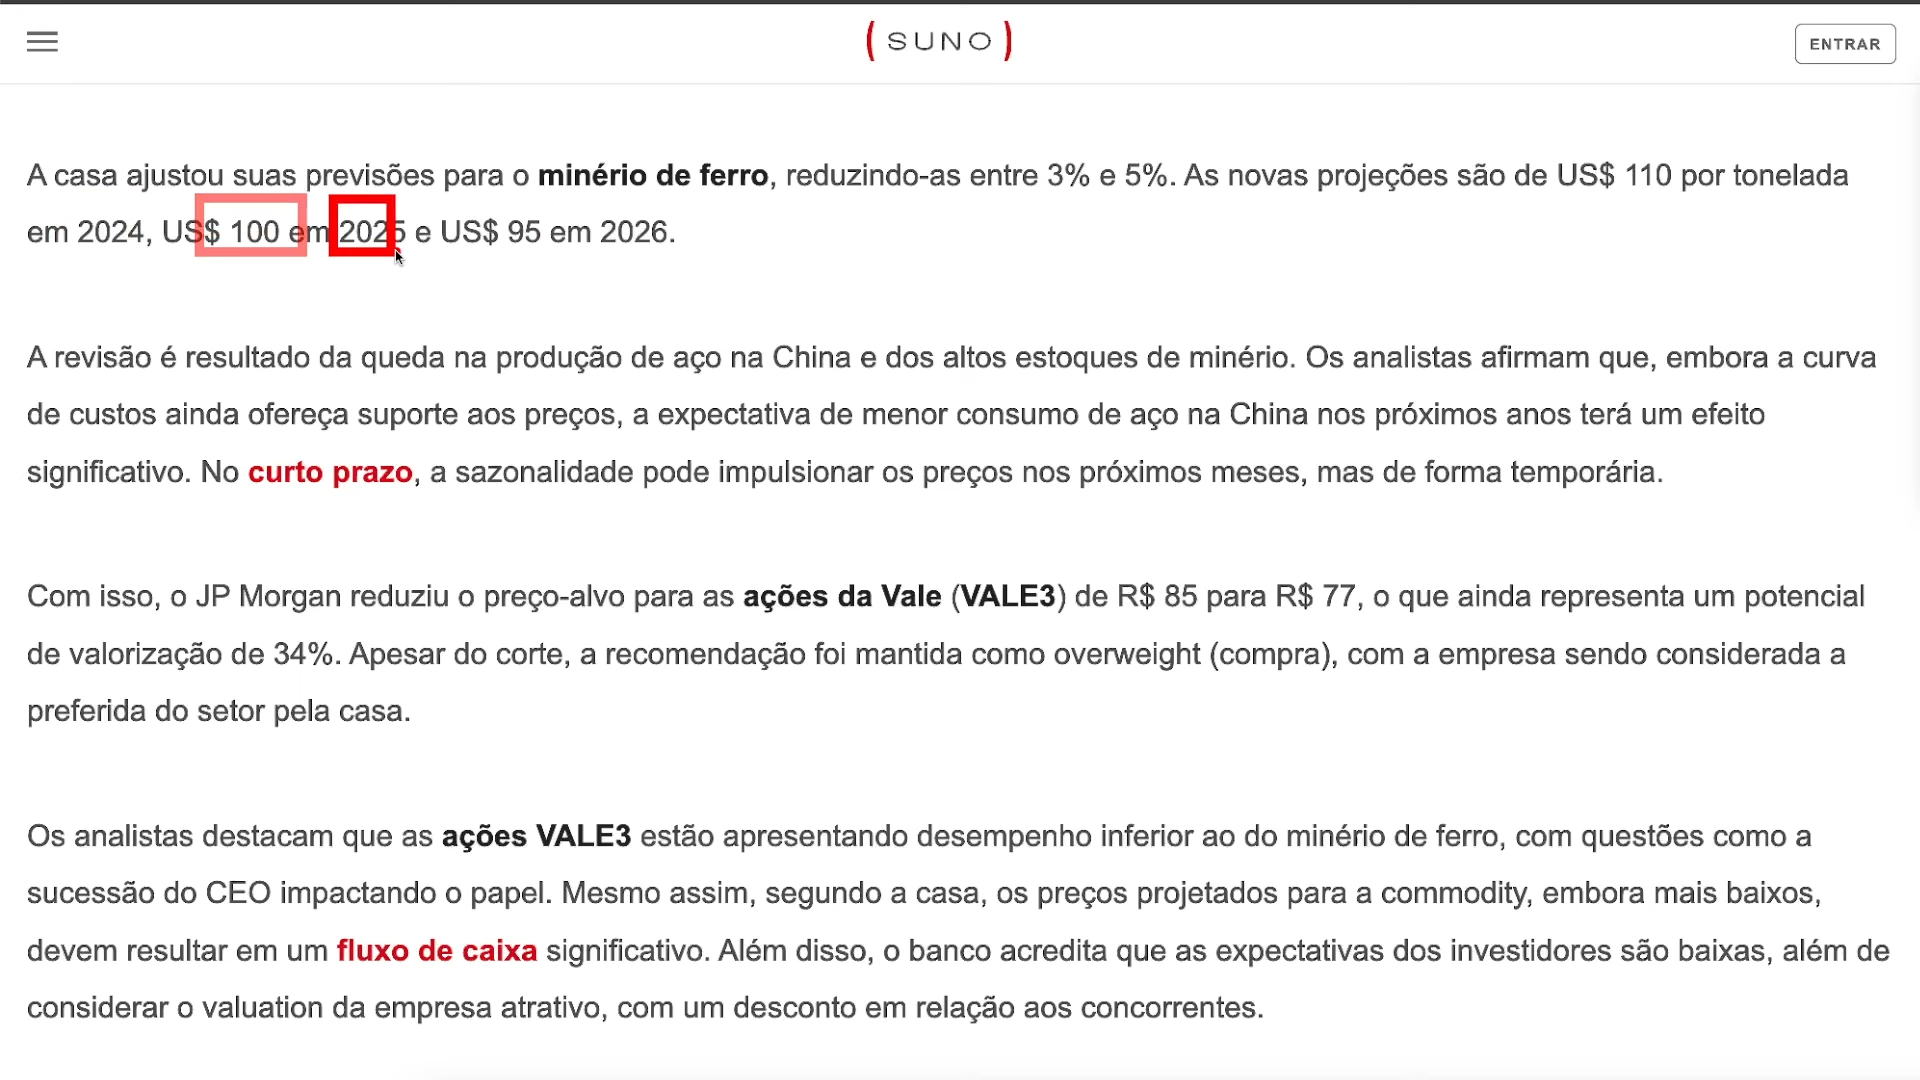 ( SUNO )
ENTRAR
A casa ajustou suas previsões para o minério de ferro, reduzindo-as entre 3% e 5%. As novas projeções são de US$ 110 por tonelada
em 2024, US$ 100 em 2025 e US$ 95 em 2026.
A revisão é resultado da queda na produção de aço na China e dos altos estoques de minério. Os analistas afirmam que, embora a curva
de custos ainda ofereça suporte aos preços, a expectativa de menor consumo de aço na China nos próximos anos terá um efeito
significativo. No curto prazo, a sazonalidade pode impulsionar os preços nos próximos meses, mas de forma temporária.
Com isso, o JP Morgan reduziu o preço-alvo para as ações da Vale (VALE3) de R$ 85 para R$ 77, o que ainda representa um potencial
de valorização de 34%. Apesar do corte, a recomendação foi mantida como overweight (compra), com a empresa sendo considerada a
preferida do setor pela casa.
Os analistas destacam que as ações VALE3 estão apresentando desempenho inferior ao do minério de ferro, com questões como a
sucessão do CEO impactando o papel. Mesmo assim, segundo a casa, os preços projetados para a commodity, embora mais baixos,
devem resultar em um fluxo de caixa significativo. Além disso, o banco acredita que as expectativas dos investidores são baixas, além de
considerar o valuation da empresa atrativo, com um desconto em relação aos concorrentes.